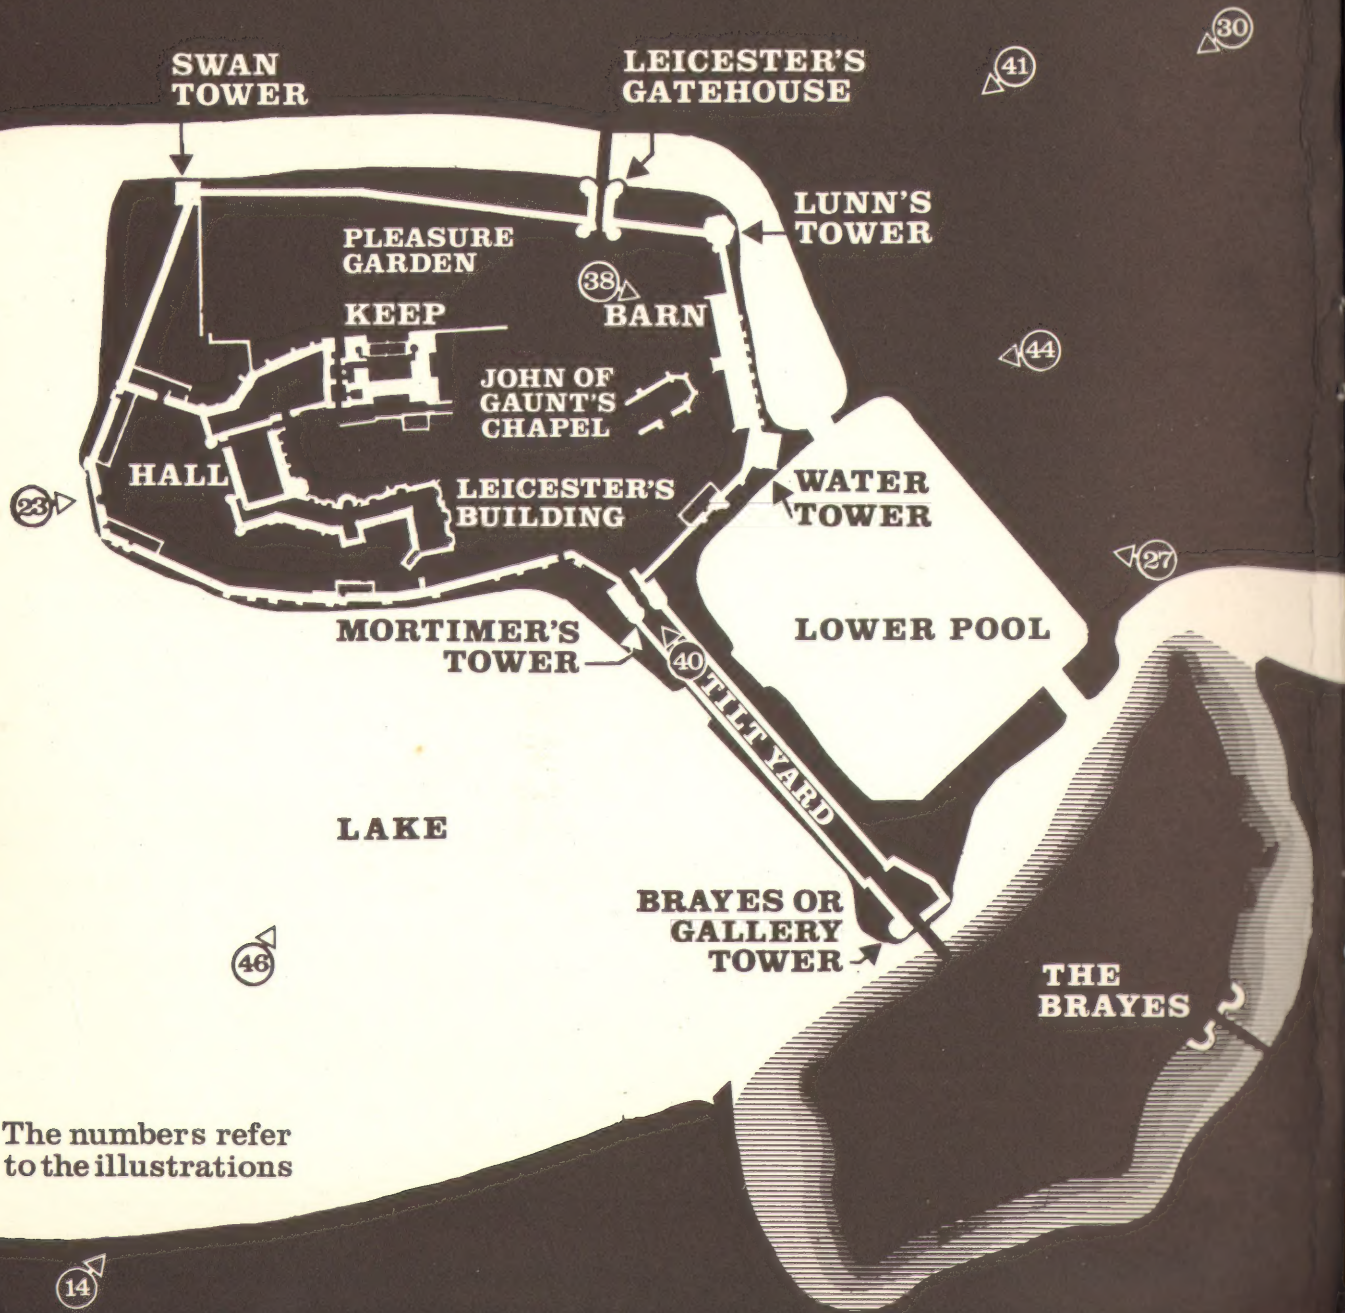 30
41
SWAN
TOWER
LEICESTER'S
GATEHOUSE
LUNN'S
TOWER
PLEASURE
GARDEN
38
KEEP
BARN
44
JOHN OF
GAUNT'S
CHAPEL
HALL
23
LEICESTER'S
BUILDING
WATER
TOWER
27
MORTIMER'S
TOWER
LOWER POOL
40
TILT YARD
LAKE
BRAYES OR
GALLERY
TOWER
46
THE
BRAYES
The numbers refer
to the illustrations
14